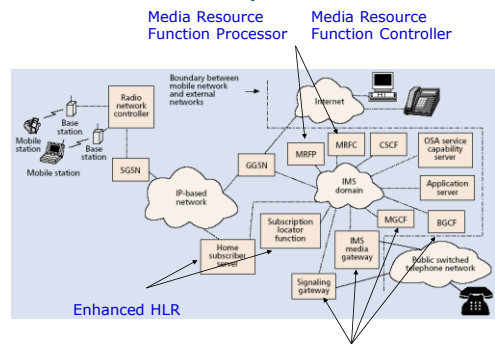 Media Resource
Function Processor
Media Resource
Function Controller
Radio
network
controller
Boundary between
mobile network
and external
networks
Internet
Base
station
Mobile
station
Base
station
Mobile station
SGSN
GGSN
MRFP
MRFC
CSCF
OSA service
capability
server
IP-based
network
IMS
domain
Application
server
Subscription
locator
function
MGCF
BGCF
Home
subscriber
server
IMS
media
gateway
Public switched
telephone network
Signaling
gateway
Enhanced HLR